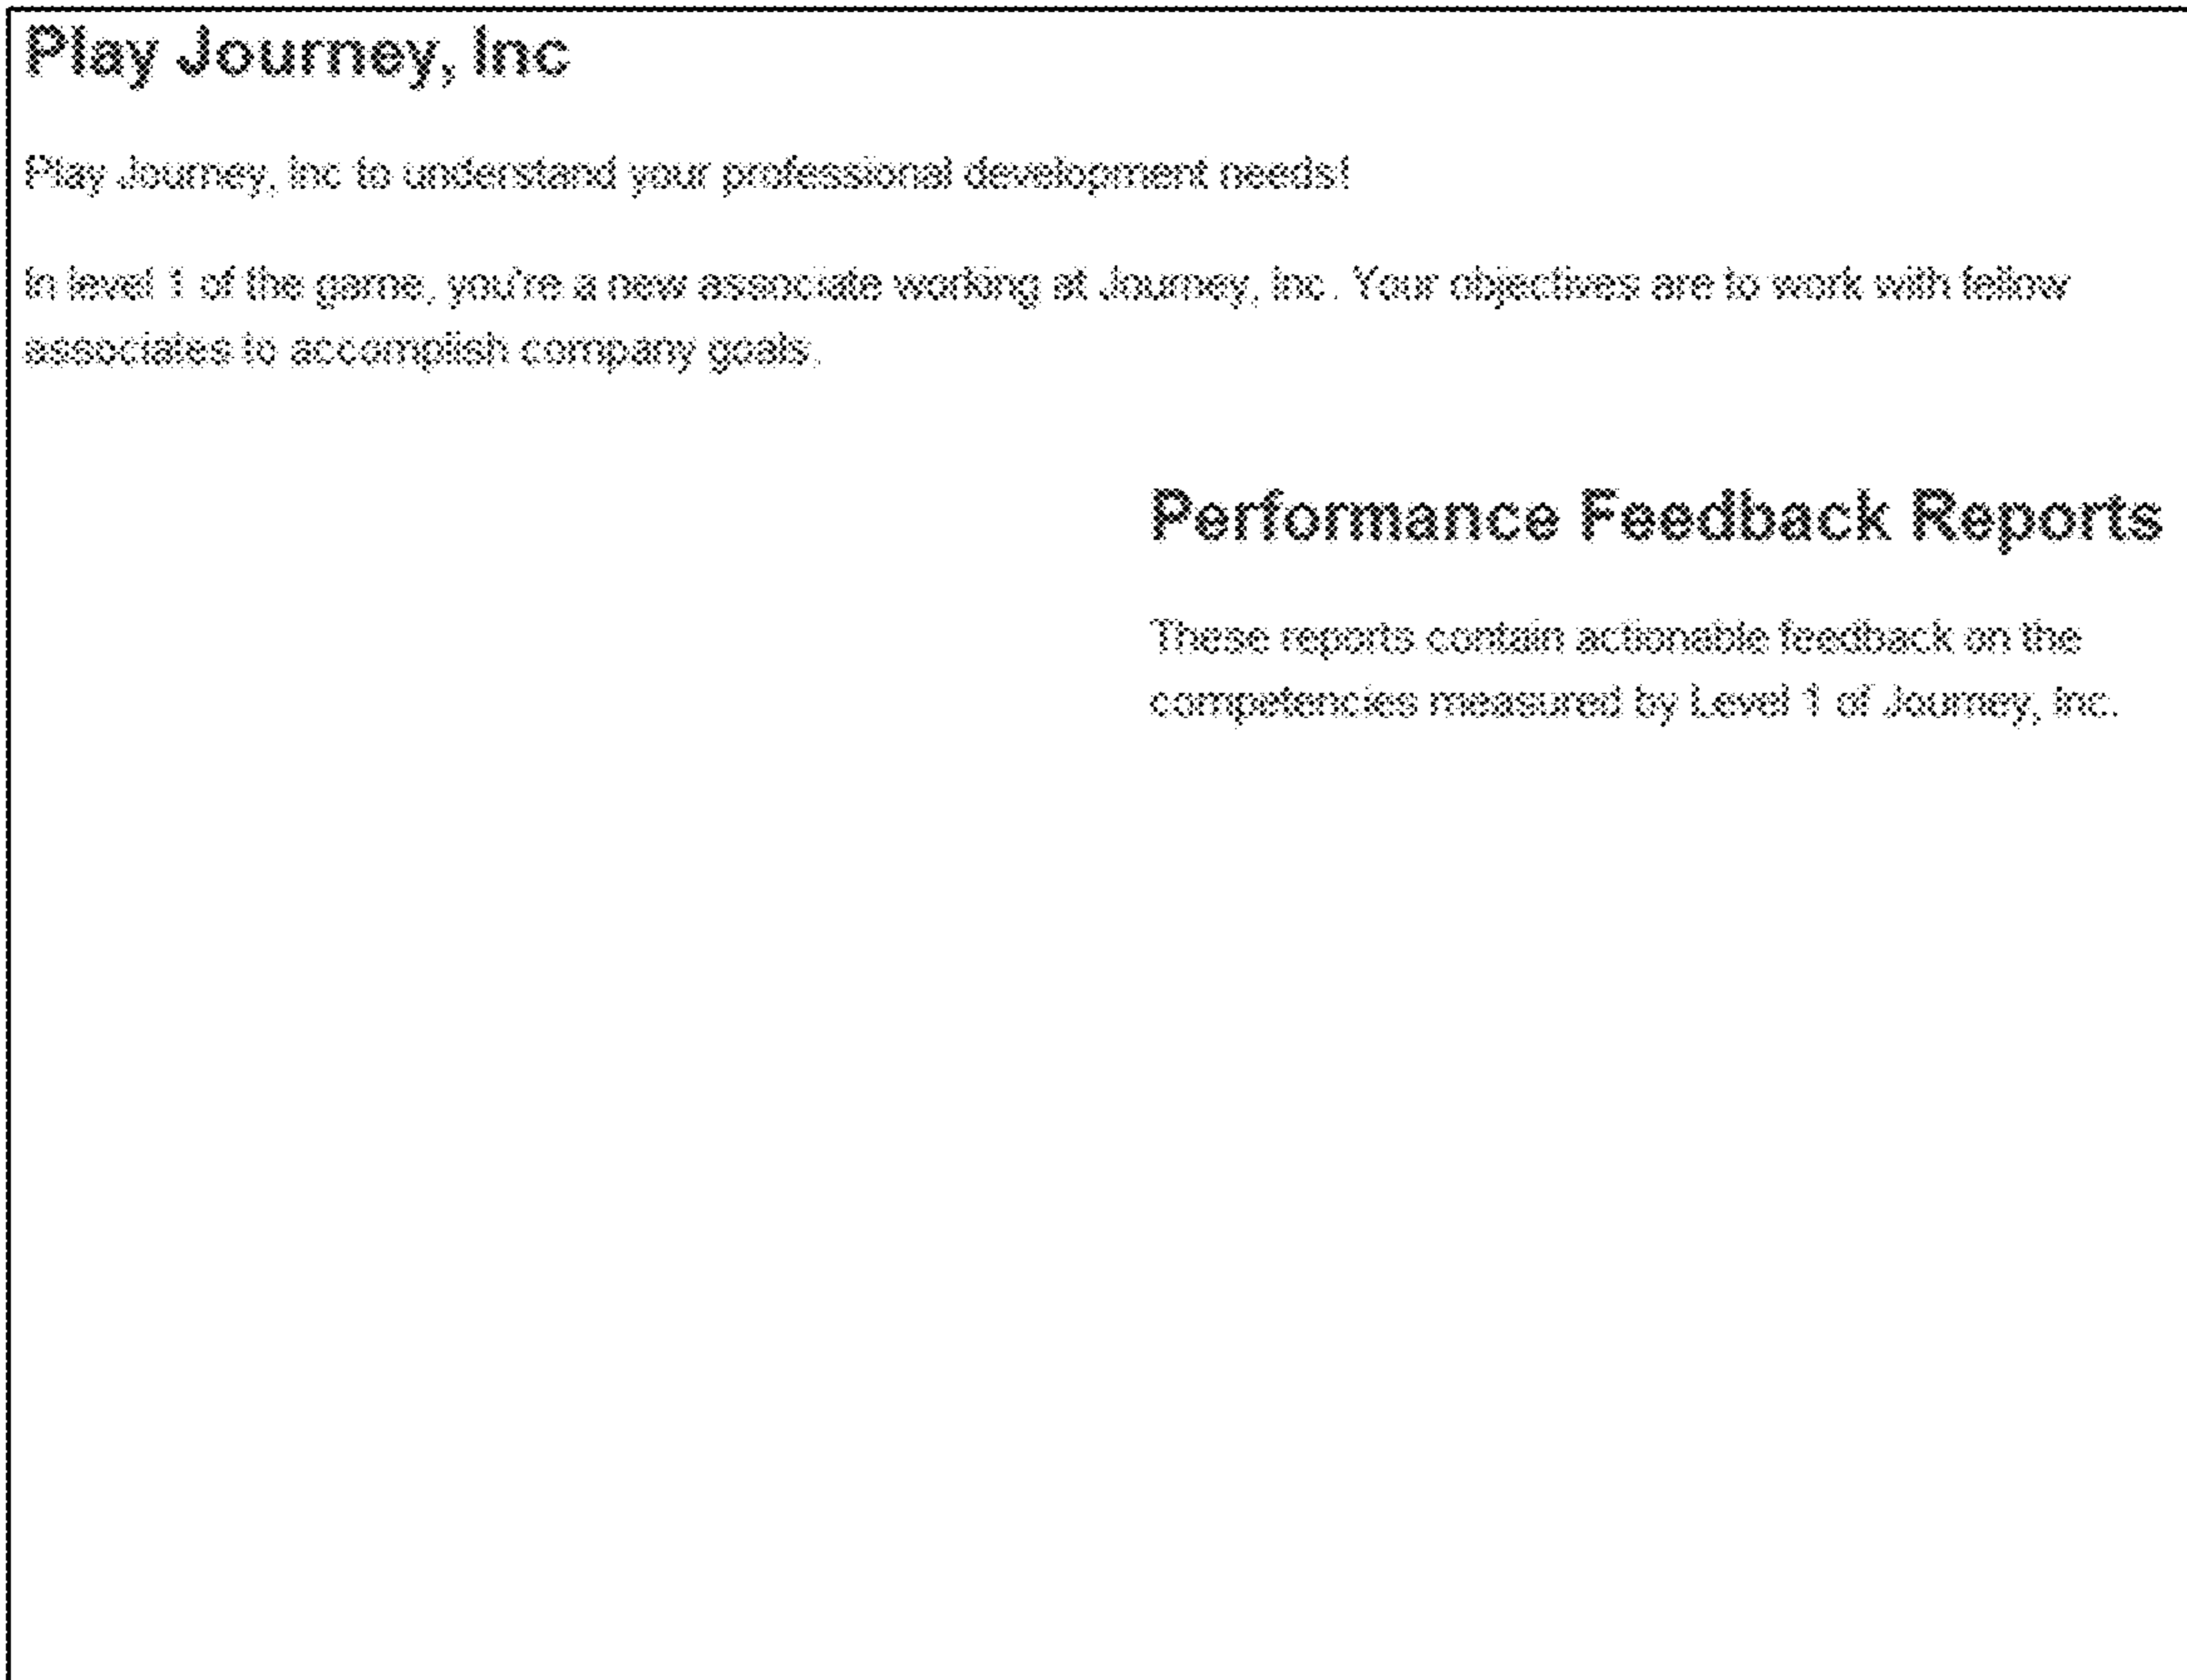 Play Journey, Inc
Play Journey, Inc to understand your professional development needs!
In level 1 of the game, you're a new associate working at Journey, Inc. Your objectives are to work with fellow
associates to accomplish company goals.
Performance Feedback Reports
These reports contain actionable feedback on the
competencies measured by Level 1 of Journey, Inc.